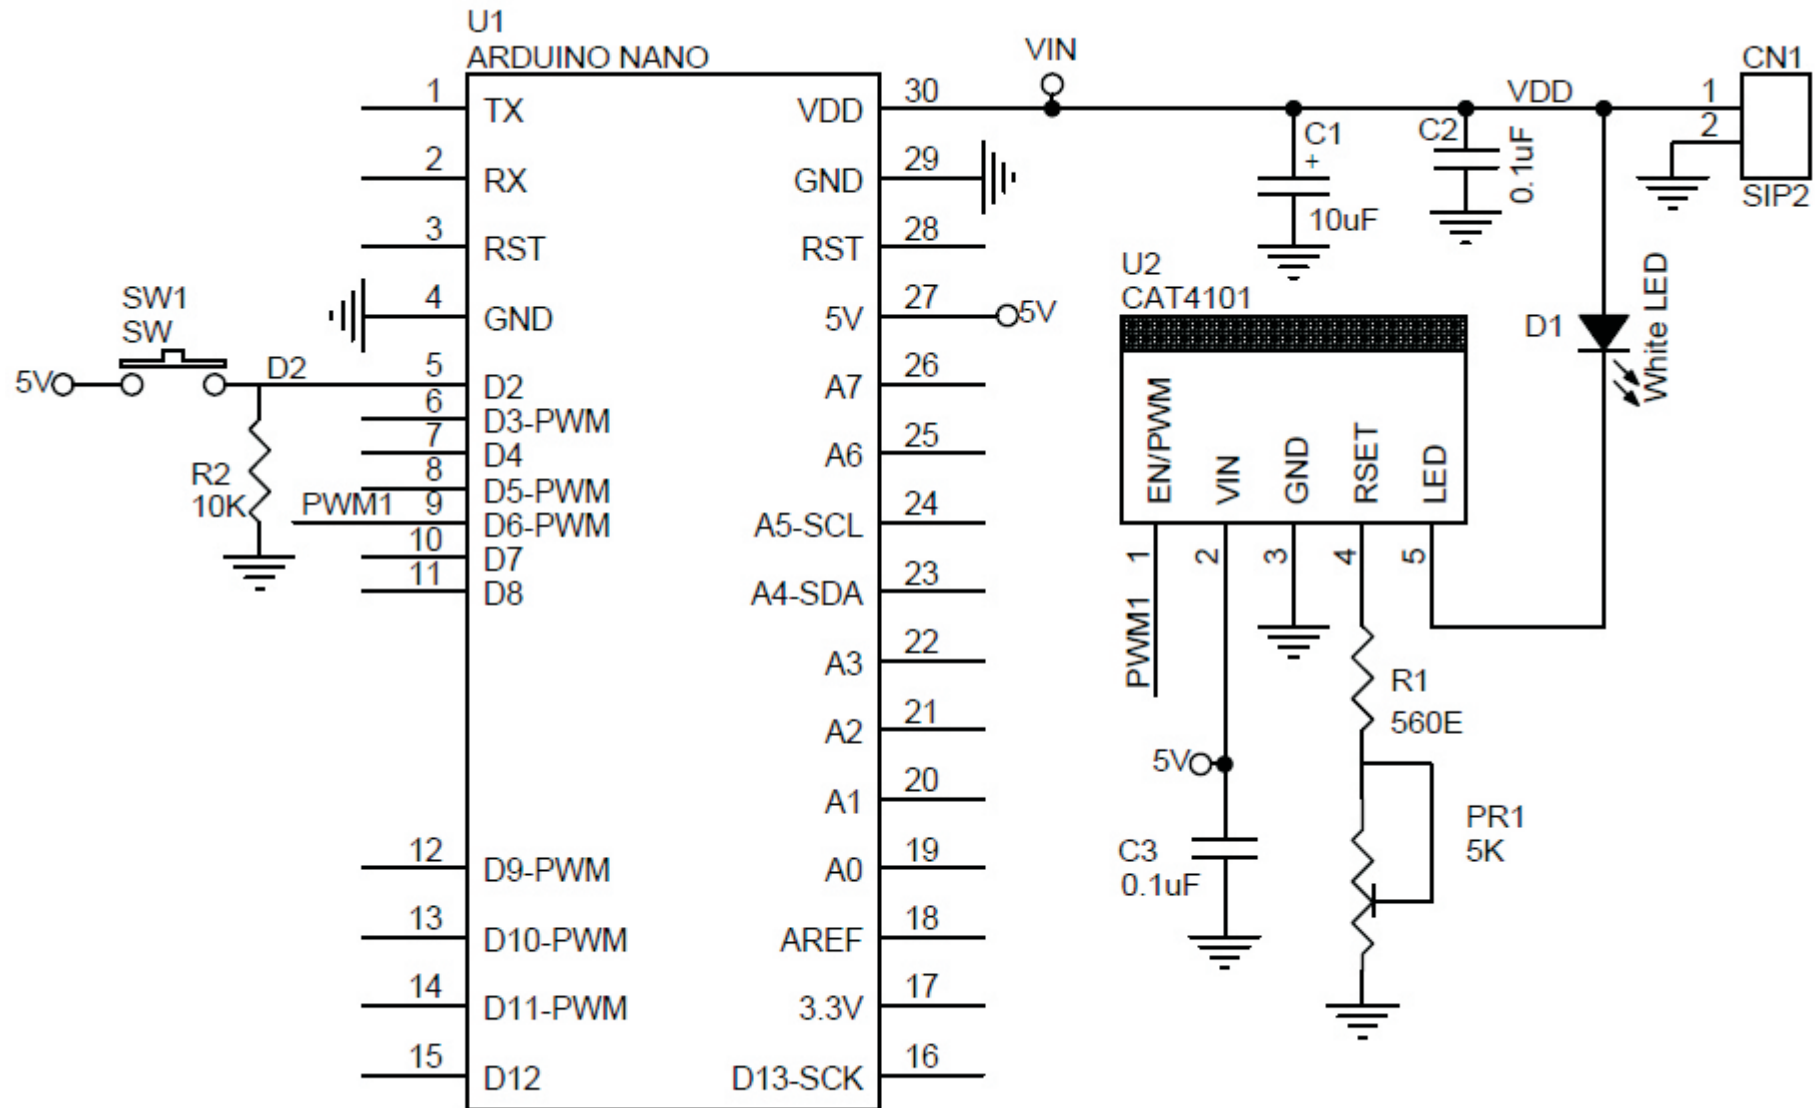 U1
ARDUINO NANO
1
TX
2
RX
3
RST
4
GND
5
D2
6
D3-PWM
7
D4
8
D5-PWM
9
D6-PWM
10
D7
11
D8
12
D9-PWM
13
D10-PWM
14
D11-PWM
15
D12
30
VDD
29
GND
28
RST
27
5V
5V
26
A7
25
A6
24
A5-SCL
23
A4-SDA
22
A3
21
A2
20
A1
19
A0
18
AREF
17
3.3V
16
D13-SCK
SW1
SW
5V
D2
R2
10K
PWM1
VIN
VDD
C1
+
10uF
C2
0.1uF
CN1
1
2
SIP2
D1
White LED
U2
CAT4101
EN/PWM
VIN
GND
RSET
LED
1
2
3
4
5
PWM1
5V
C3
0.1uF
R1
560E
PR1
5K